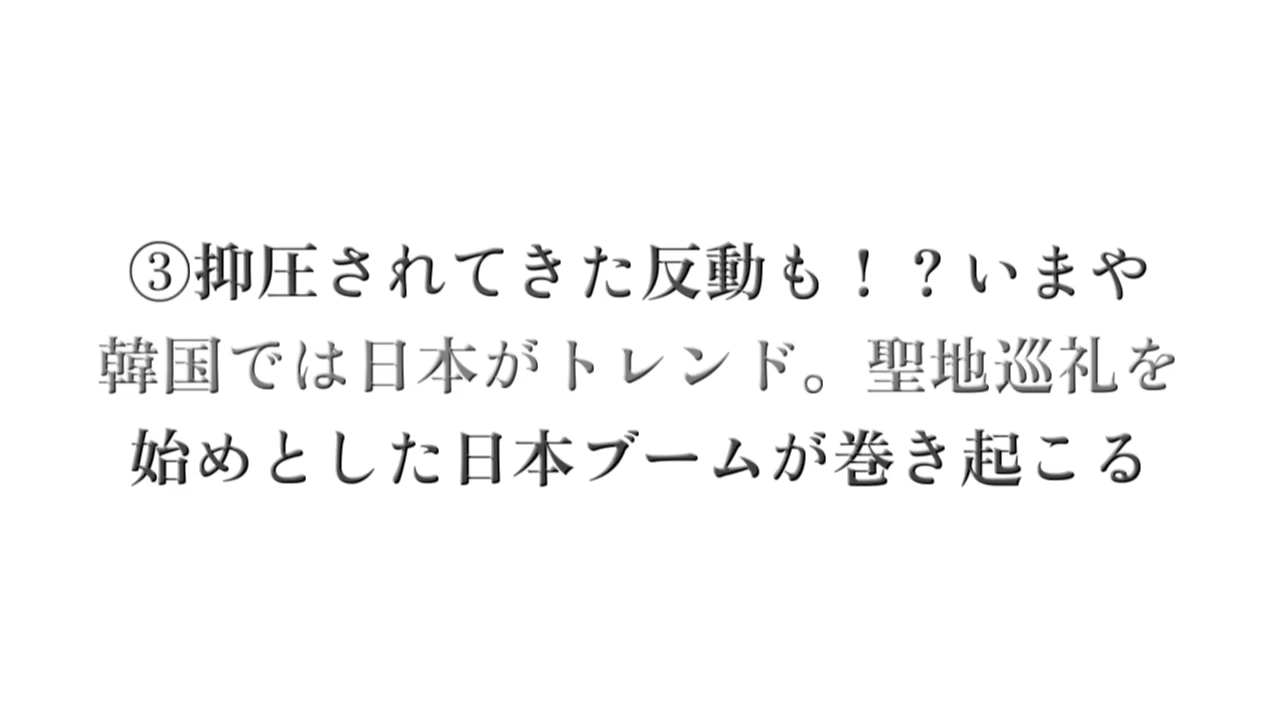 ③抑圧されてきた反動も！？いまや
韓国では日本がトレンド。聖地巡礼を
始めとした日本ブームが巻き起こる